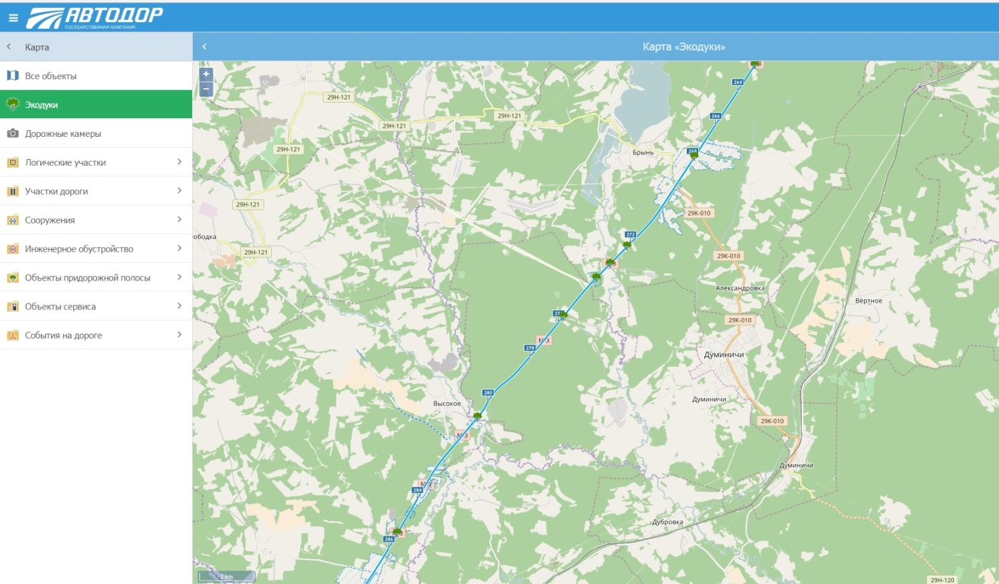 АВТОДОР
ГОСУДАРСТВЕННАЯ КОМПАНИЯ
Карта
Карта «Экодуки»
Все объекты
Экодуки
Дорожные камеры
Логические участки
Участки дороги
Сооружения
Инженерное обустройство
Объекты придорожной полосы
Объекты сервиса
События на дороге
+
−
264
29Н-121
29Н-121
29Н-121
266
29Н-121
Брынь
268
29Н-121
29К-010
272
ободка
29Н-121
29К-010
М-3
Александровка
Вёртное
29К-010
М-3
278
Думиничи
280
Высокое
Думиничи
29К-010
М-3
Думиничи
М-3
284
Дубровка
М-3
286
2 km
29Н-120